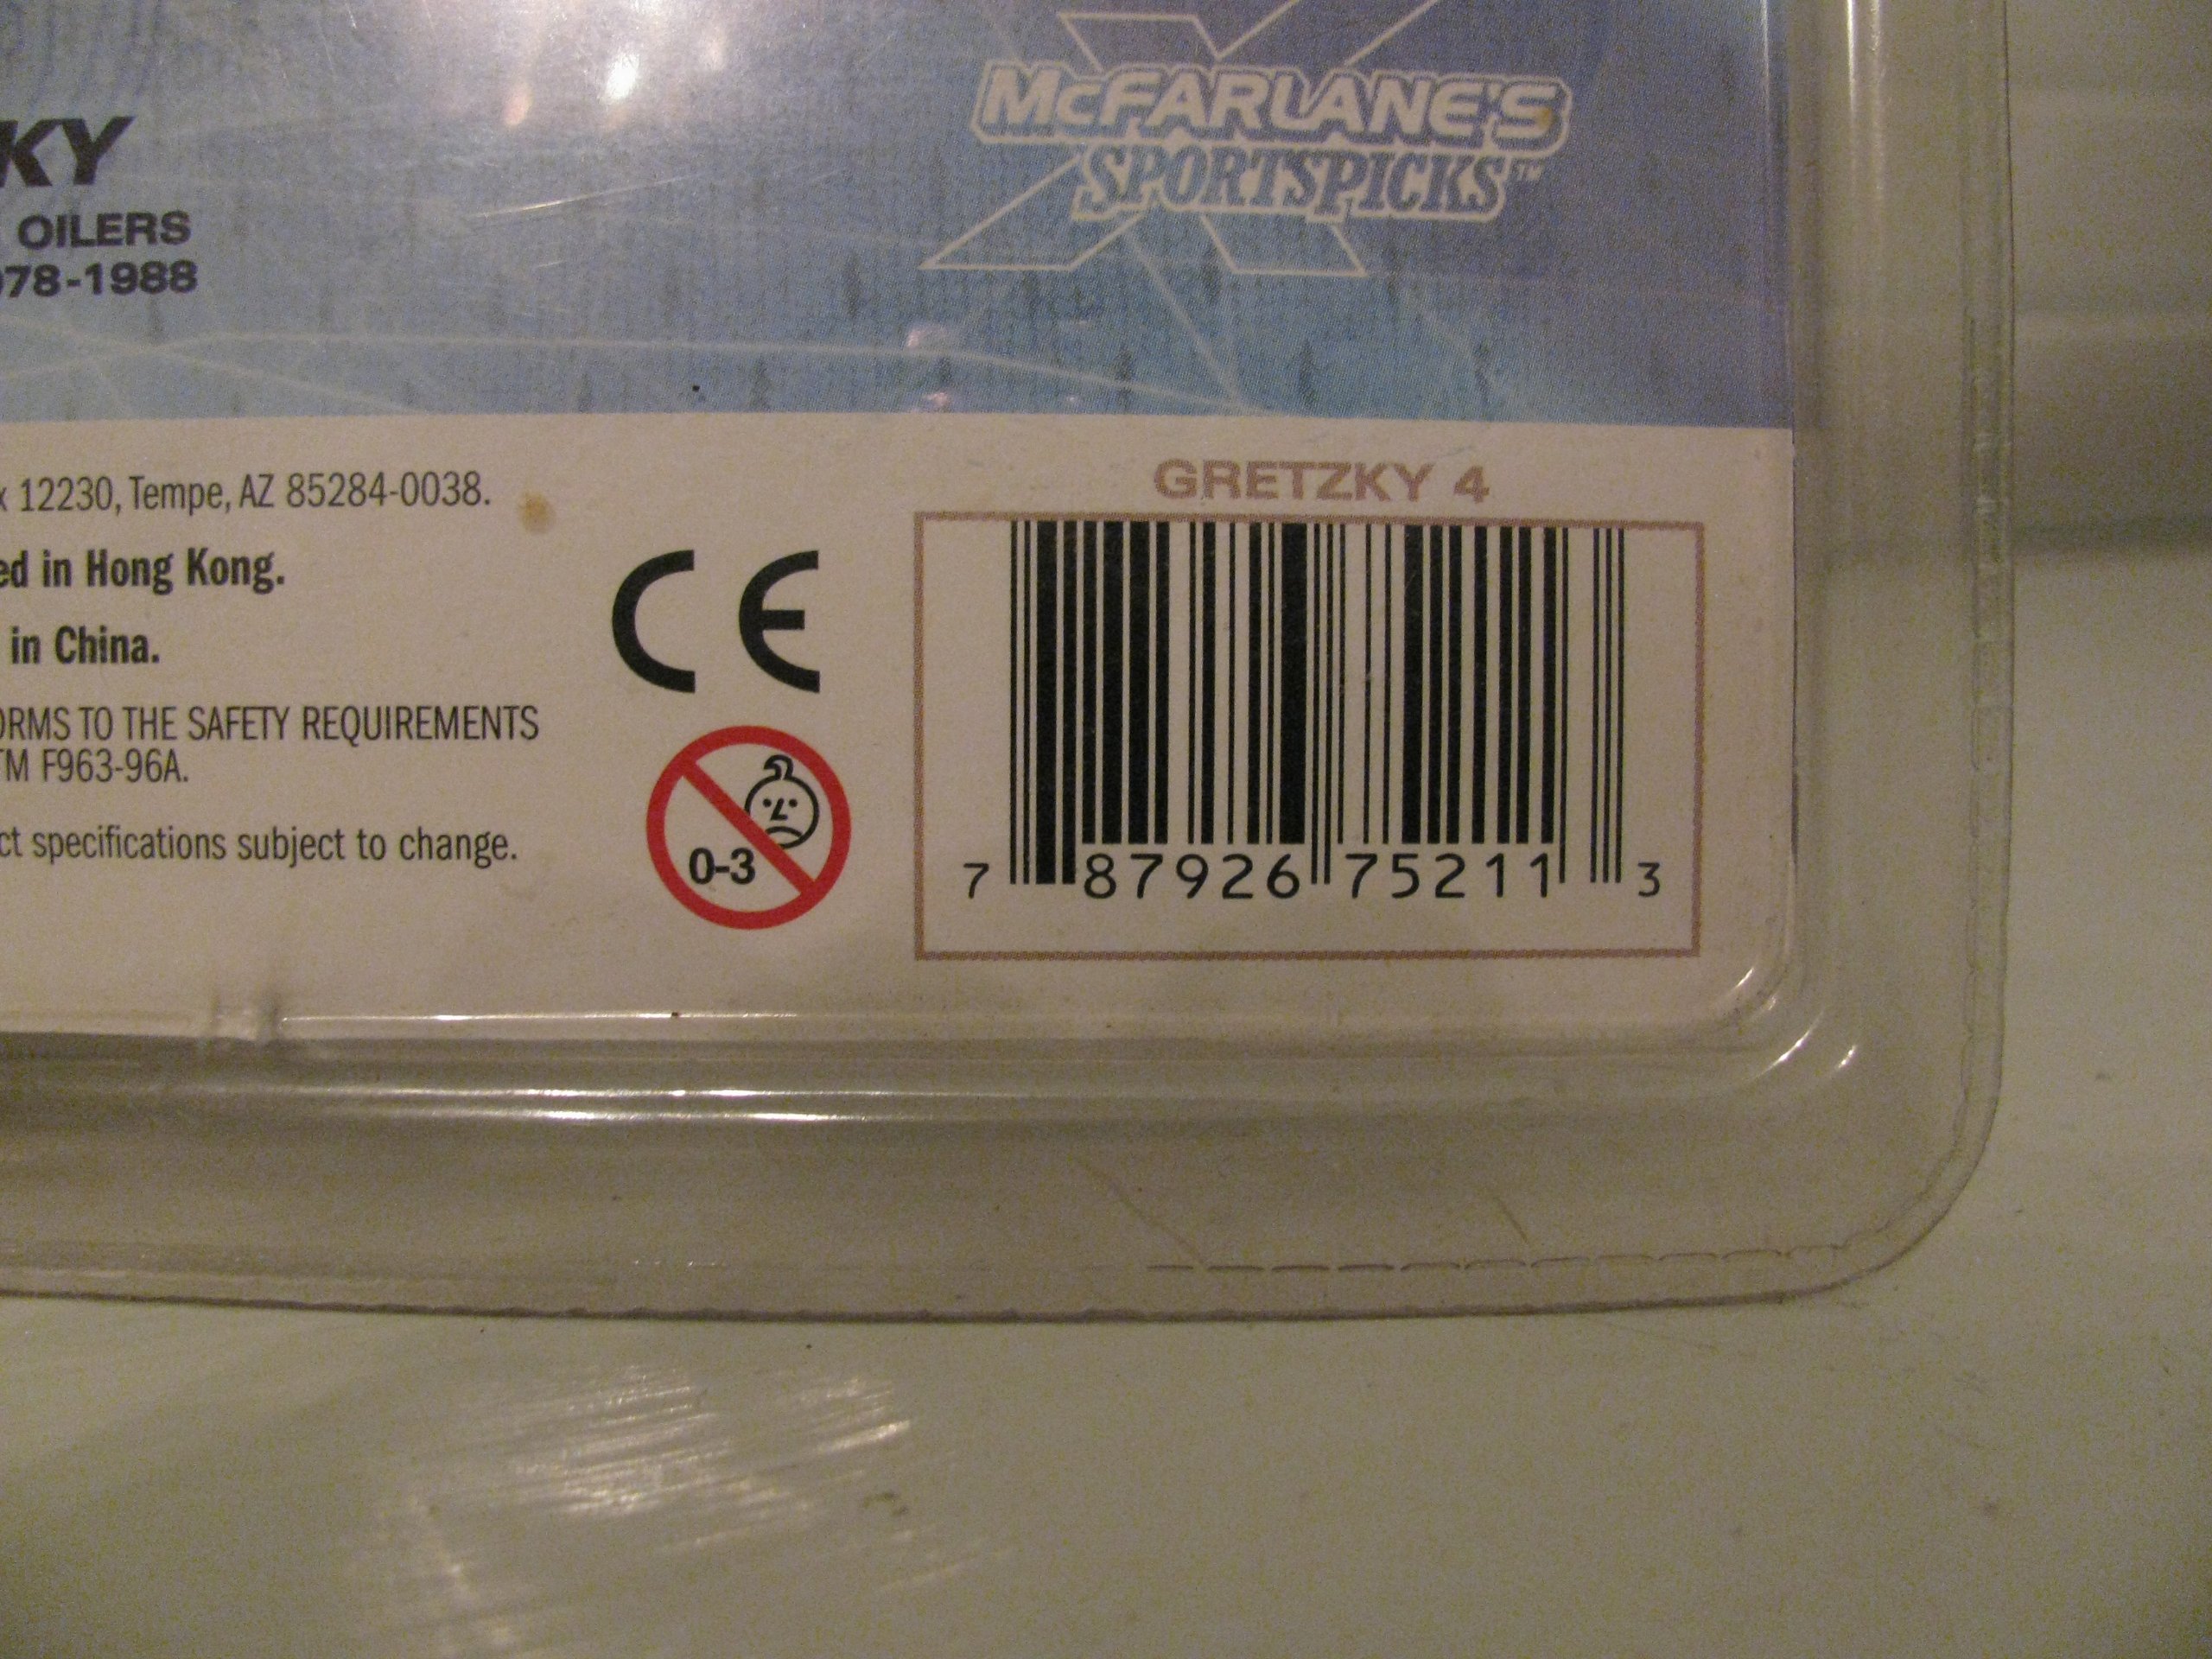 McFARLANE'S
SPORTSPICKS™
KY
OILERS
978-1988
12230, Tempe, AZ 85284-0038.
ed in Hong Kong.
in China.
ORMS TO THE SAFETY REQUIREMENTS
TM F963-96A.
ct specifications subject to change.
CE
0-3
GRETZKY 4
7 87926 75211 3